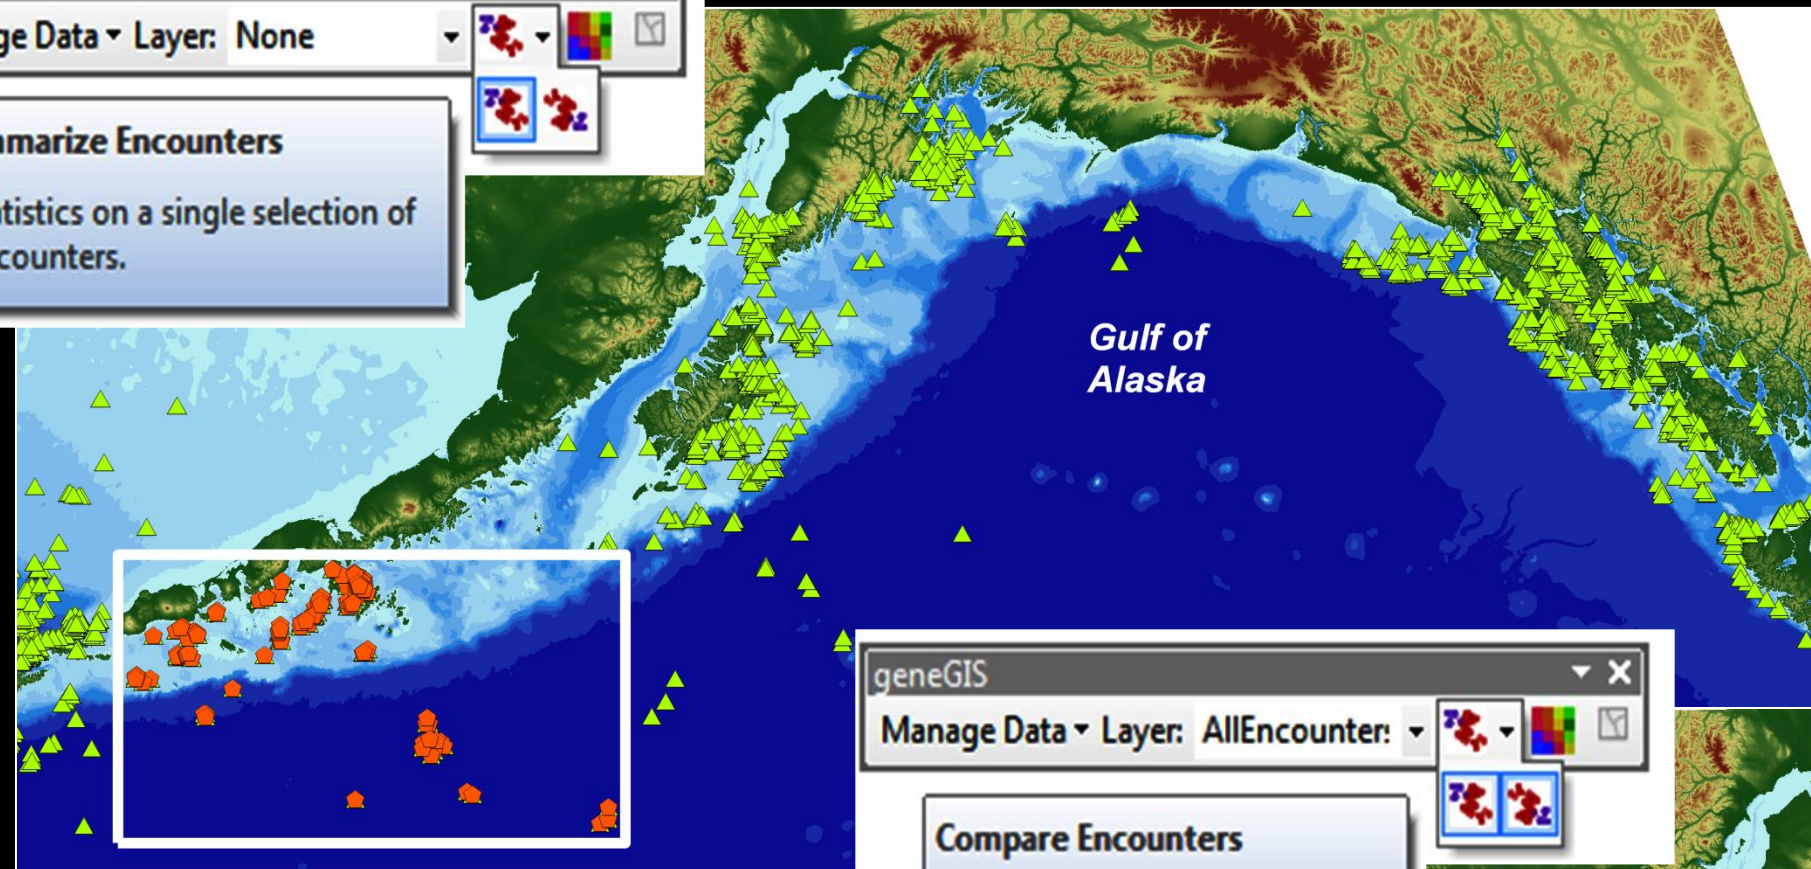 ge Data Layer: None
mmarize Encounters
atistics on a single selection of
counters.
Gulf of
Alaska
geneGIS
Manage Data Layer: AllEncounter:
Compare Encounters